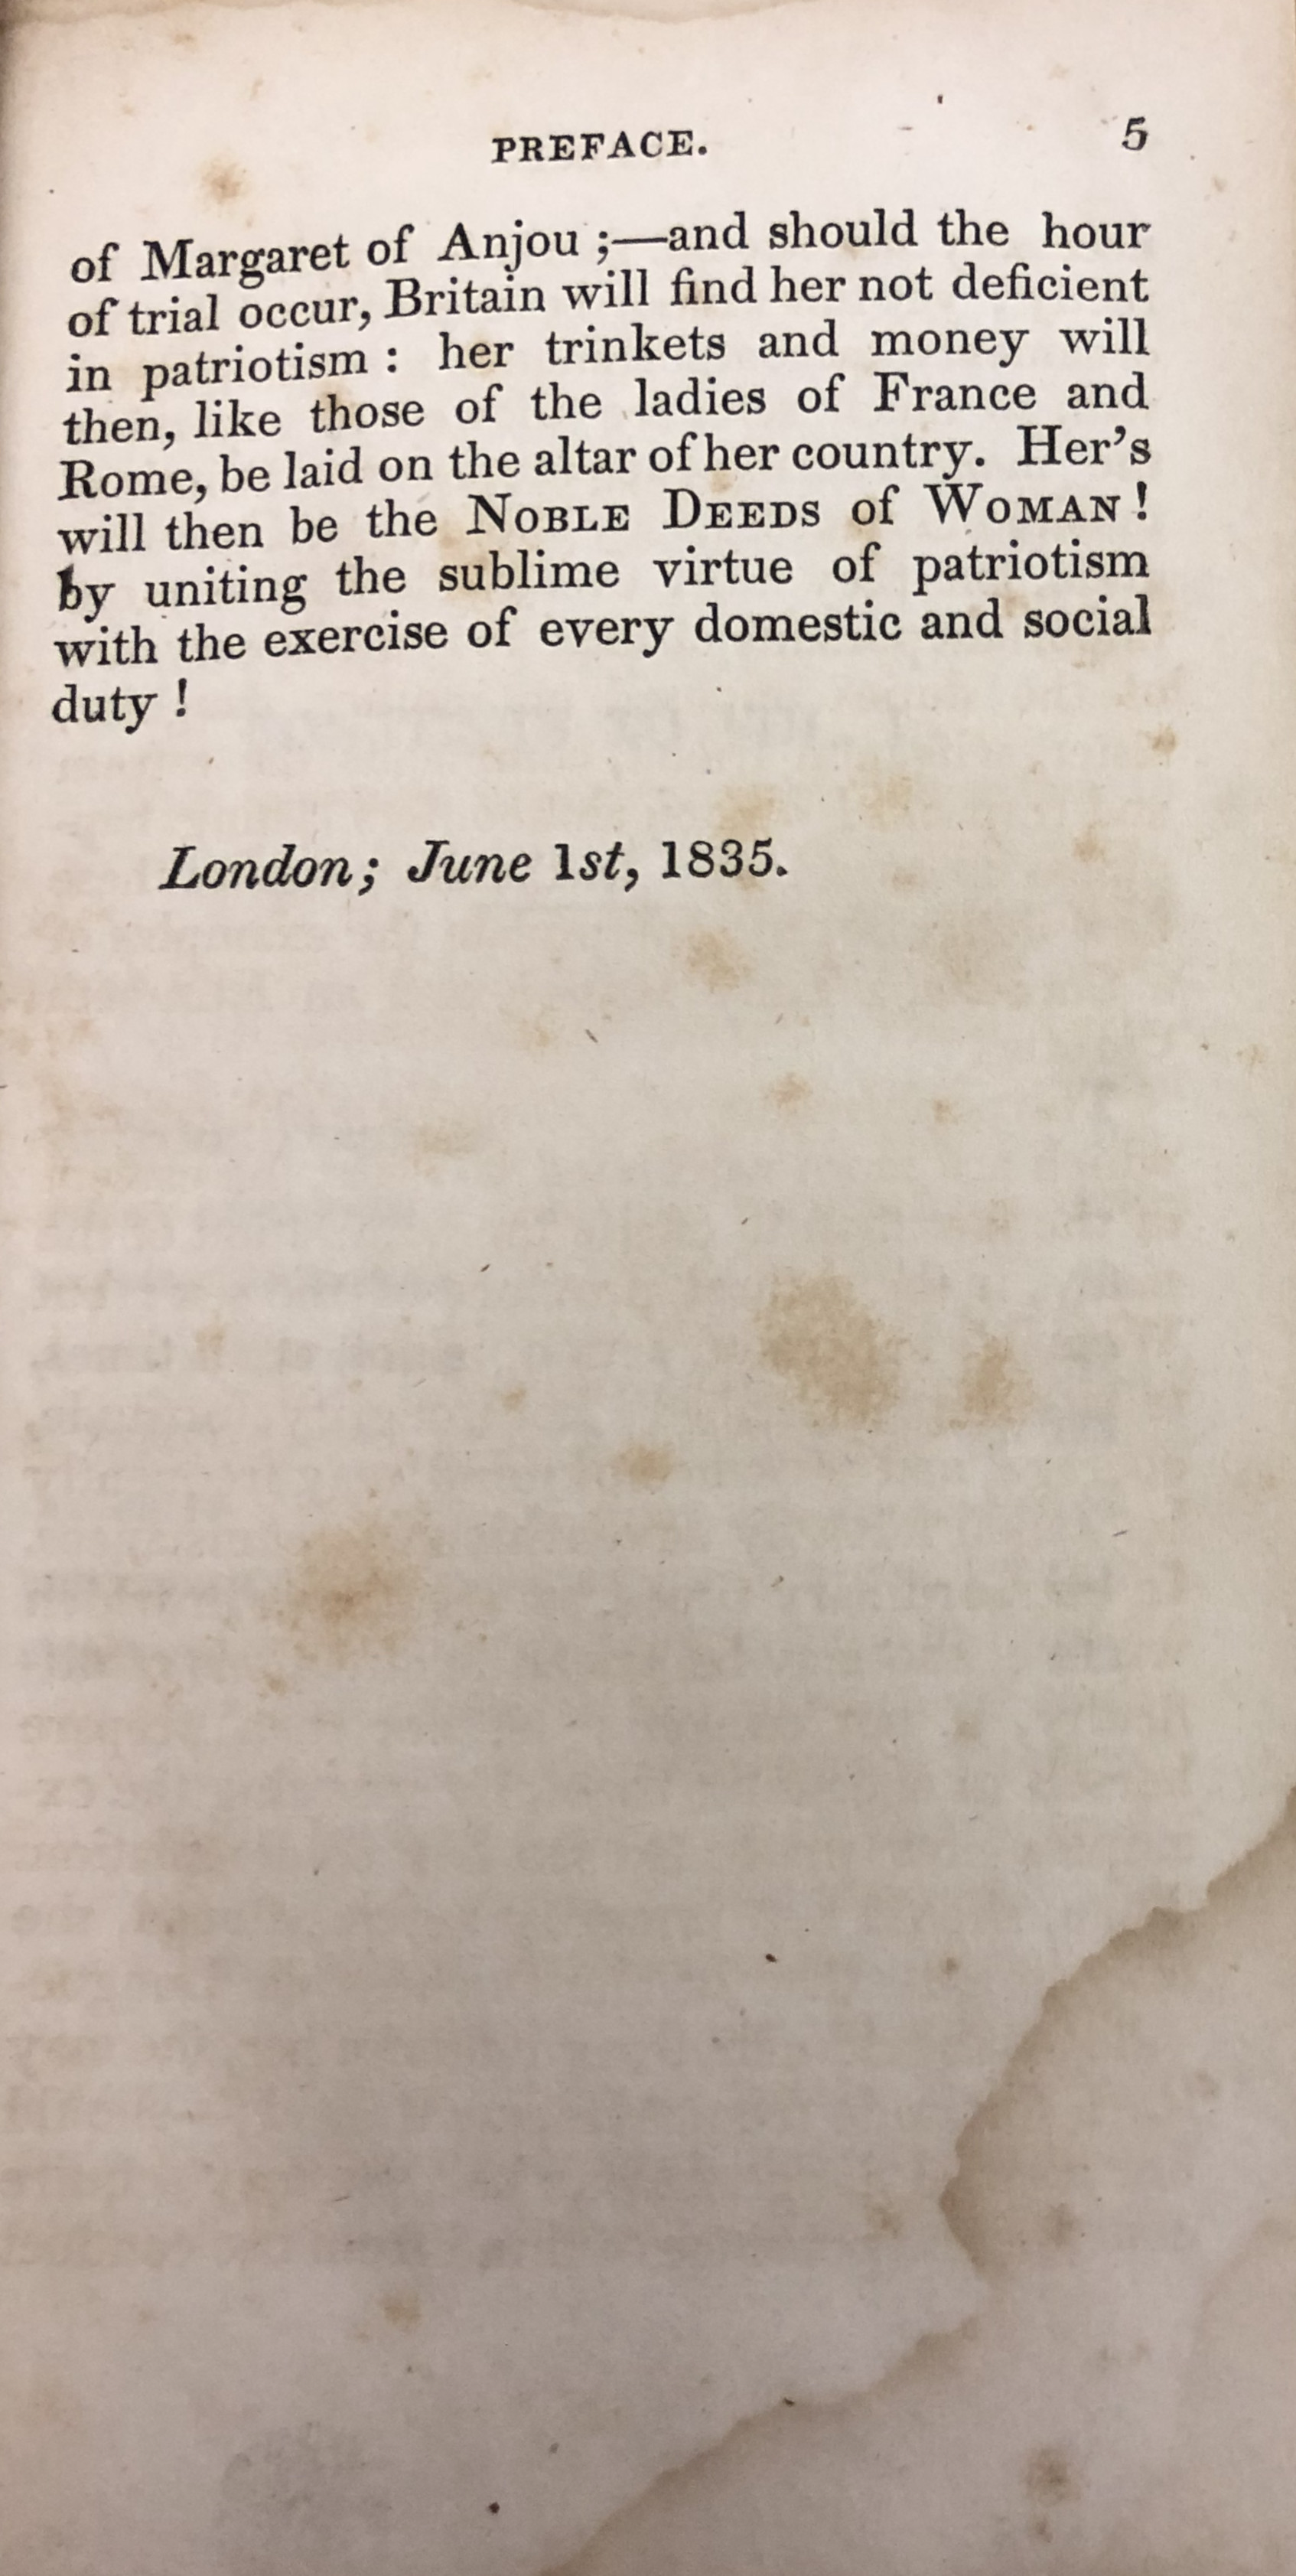 PREFACE. 5
of Margaret of Anjou ;—and should the hour
of trial occur, Britain will find her not deficient
in patriotism : her trinkets and money will
then, like those of the ladies of France and
Rome, be laid on the altar of her country. Her's
will then be the NOBLE DEEDS of WOMAN!
by uniting the sublime virtue of patriotism
with the exercise of every domestic and social
duty !
London; June 1st, 1835.